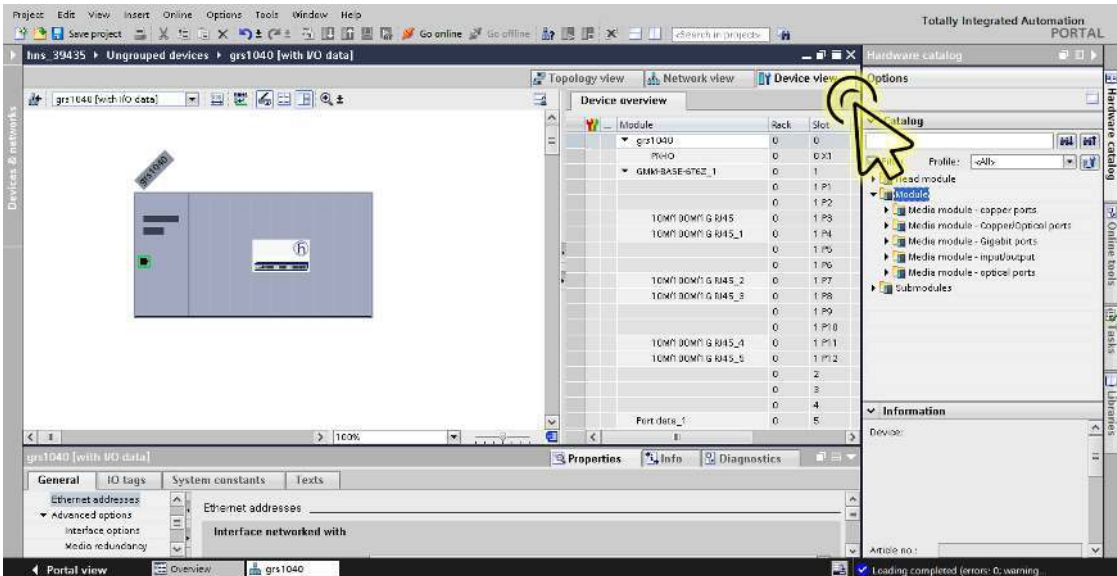 Project Edit View Insert Online Options Tools Window Help
Totally Integrated Automation
PORTAL
Save project Go online Go offline <Search in project>
hns_39435 ▸ Ungrouped devices ▸ grs1040 [with I/O data]
Hardware catalog
Topology view Network view Device view
Options
grs1040 [with I/O data]
Device overview
Module Rack Slot
Catalog
grs1040 0 0
PN-IO 0 0 X1
Profile: <All>
GMM-BASE-6T6Z_1 0 1
Head module
0 1 P1
Module
0 1 P2
Media module - copper ports
10M/100M/1G RJ45 0 1 P3
Media module - Copper/Optical ports
10M/100M/1G RJ45_1 0 1 P4
Media module - Gigabit ports
0 1 P5
Media module - input/output
0 1 P6
Media module - optical ports
10M/100M/1G RJ45_2 0 1 P7
Submodules
10M/100M/1G RJ45_3 0 1 P8
0 1 P9
0 1 P10
10M/100M/1G RJ45_4 0 1 P11
10M/100M/1G RJ45_5 0 1 P12
0 2
0 3
0 4
Port data_1 0 5
grs1040
h
Information
Device:
100%
grs1040 [with I/O data]
Properties Info Diagnostics
General IO tags System constants Texts
Ethernet addresses
Advanced options
Interface options
Media redundancy
Ethernet addresses
Interface networked with
Article no.:
Portal view Overview grs1040
Loading completed (errors: 0; warning...
Devices & networks
Hardware catalog
Online tools
Tasks
Libraries